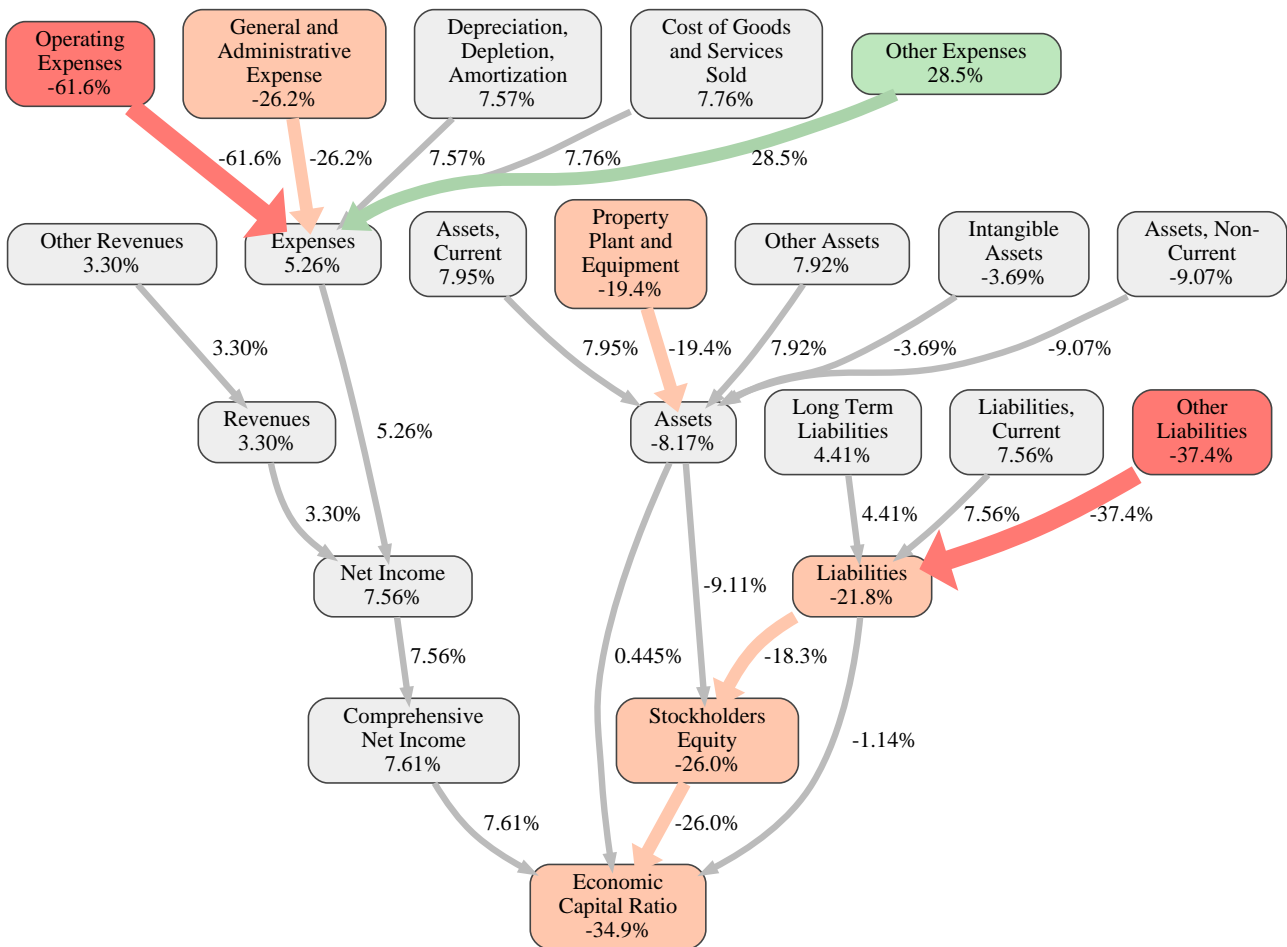 Operating
Expenses
-61.6%
General and
Administrative
Expense
-26.2%
Depreciation,
Depletion,
Amortization
7.57%
Cost of Goods
and Services
Sold
7.76%
Other Expenses
28.5%
-61.6%
-26.2%
7.57%
7.76%
28.5%
Other Revenues
3.30%
Expenses
5.26%
Assets,
Current
7.95%
Property
Plant and
Equipment
-19.4%
Other Assets
7.92%
Intangible
Assets
-3.69%
Assets, Non-
Current
-9.07%
3.30%
7.95%
-19.4%
7.92%
-3.69%
-9.07%
Revenues
3.30%
5.26%
Assets
-8.17%
Long Term
Liabilities
4.41%
Liabilities,
Current
7.56%
Other
Liabilities
-37.4%
3.30%
4.41%
7.56%
-37.4%
Net Income
7.56%
-9.11%
Liabilities
-21.8%
7.56%
0.445%
-18.3%
Comprehensive
Net Income
7.61%
Stockholders
Equity
-26.0%
-1.14%
7.61%
-26.0%
Economic
Capital Ratio
-34.9%